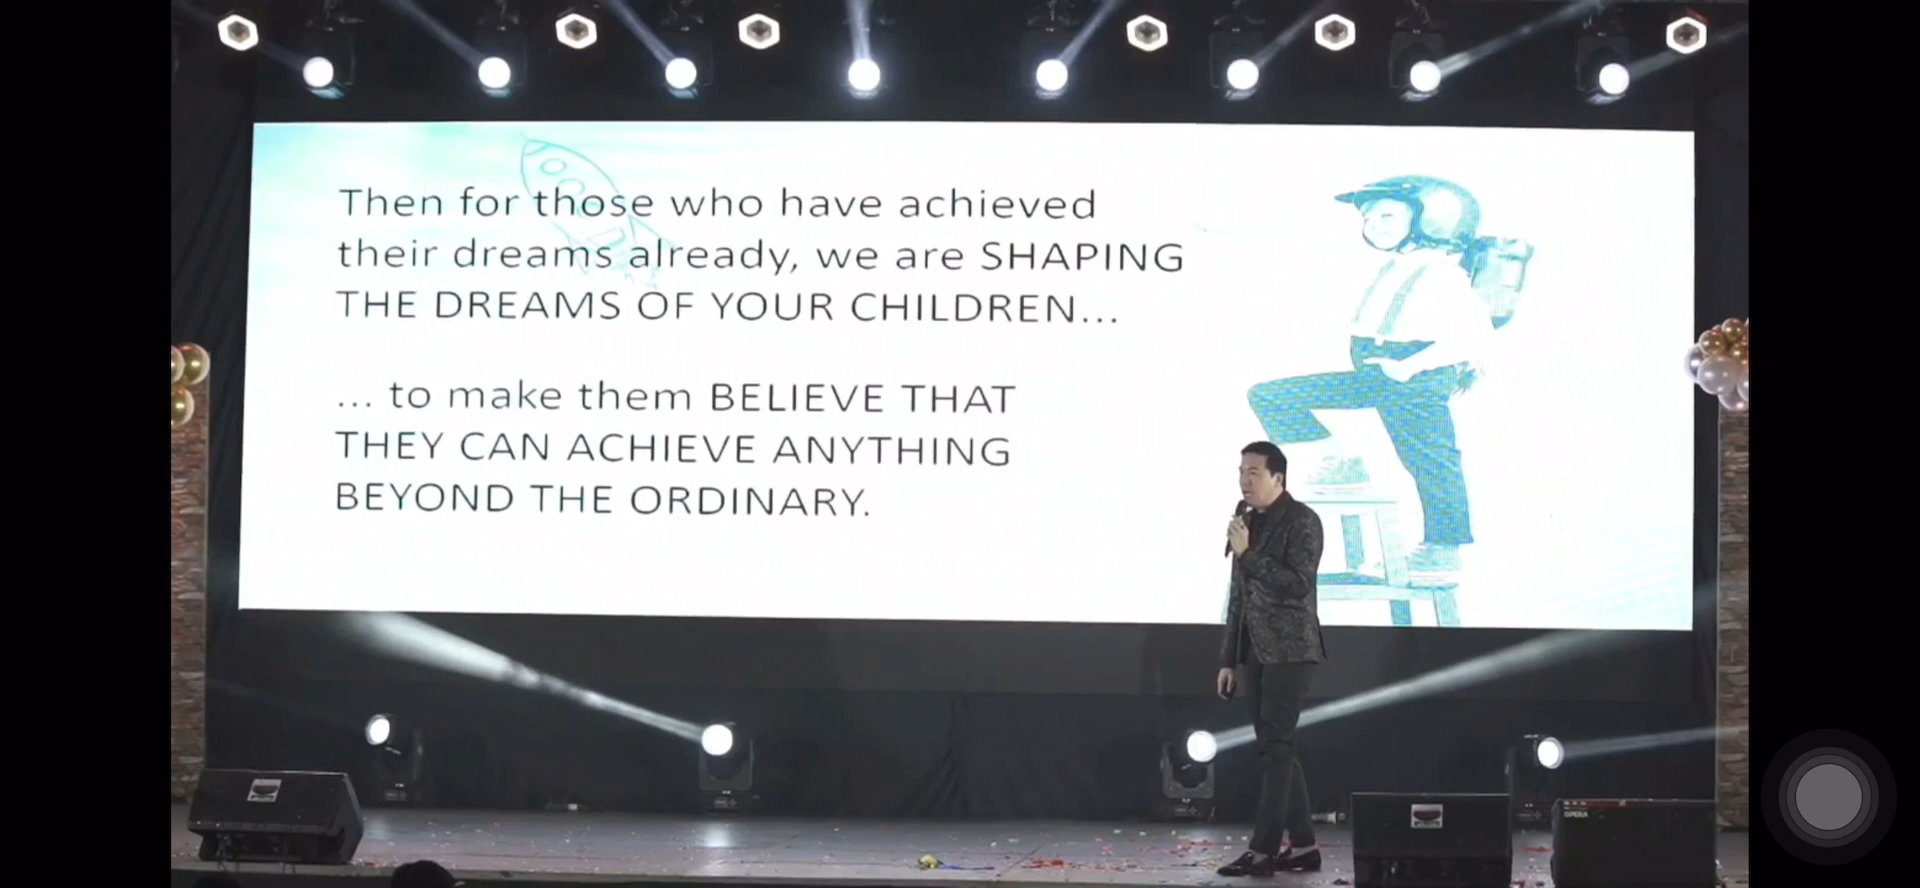 Then for those who have achieved
their dreams already, we are SHAPING
THE DREAMS OF YOUR CHILDREN...
... to make them BELIEVE THAT
THEY CAN ACHIEVE ANYTHING
BEYOND THE ORDINARY.